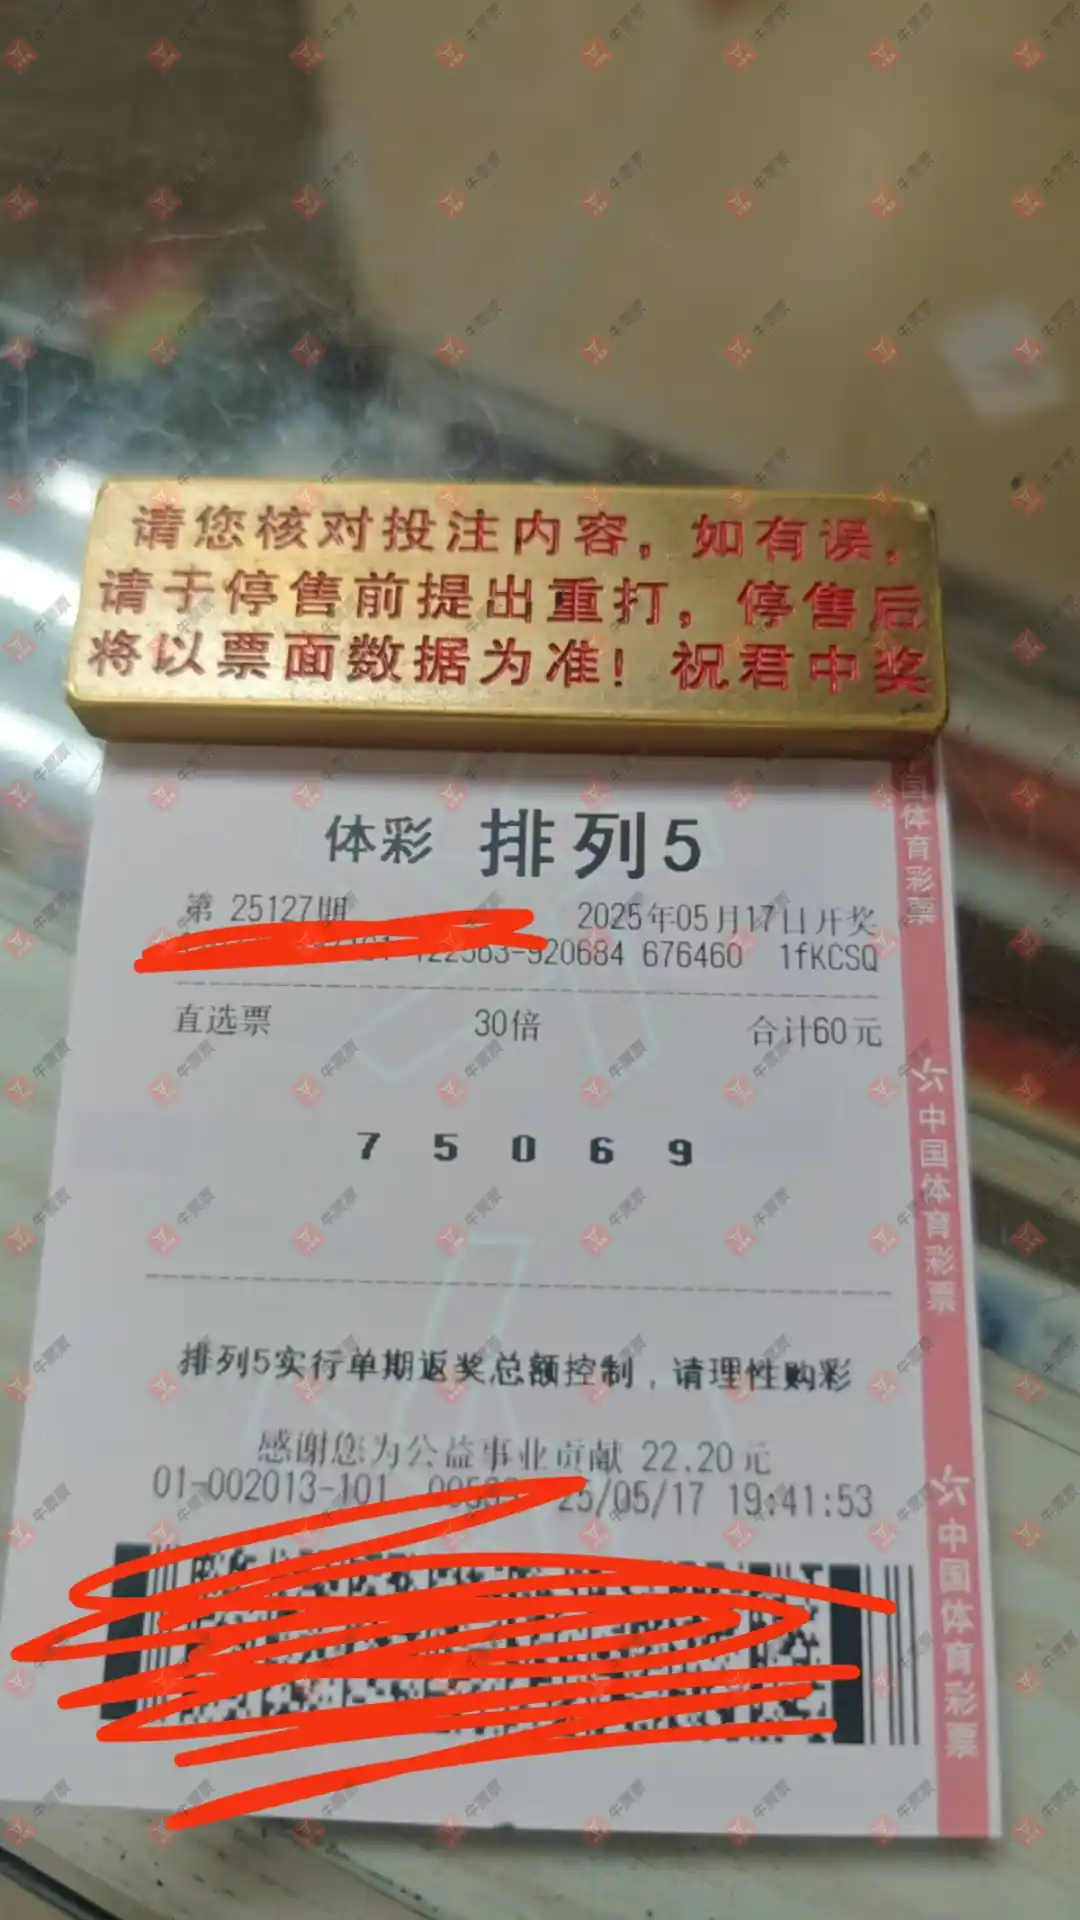 请您核对投注内容，如有误，
请于停售前提出重打，停售后
将以票面数据为准！祝君中奖
体彩 排列5
第 25127期 2025年05月17日开奖
122563-920684 676460 1fKCSQ
直选票 30倍 合计60元
7 5 0 6 9
排列5实行单期返奖总额控制，请理性购彩
感谢您为公益事业贡献 22.20元
01-002013-101 25/05/17 19:41:53
国体育彩票
中国体育彩票
中国体育彩票
牛票票